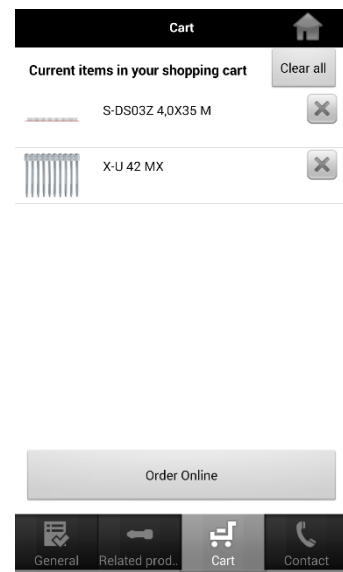 Cart
Current items in your shopping cart
Clear all
S-DS03Z 4,0X35 M
X-U 42 MX
Order Online
General
Related prod..
Cart
Contact